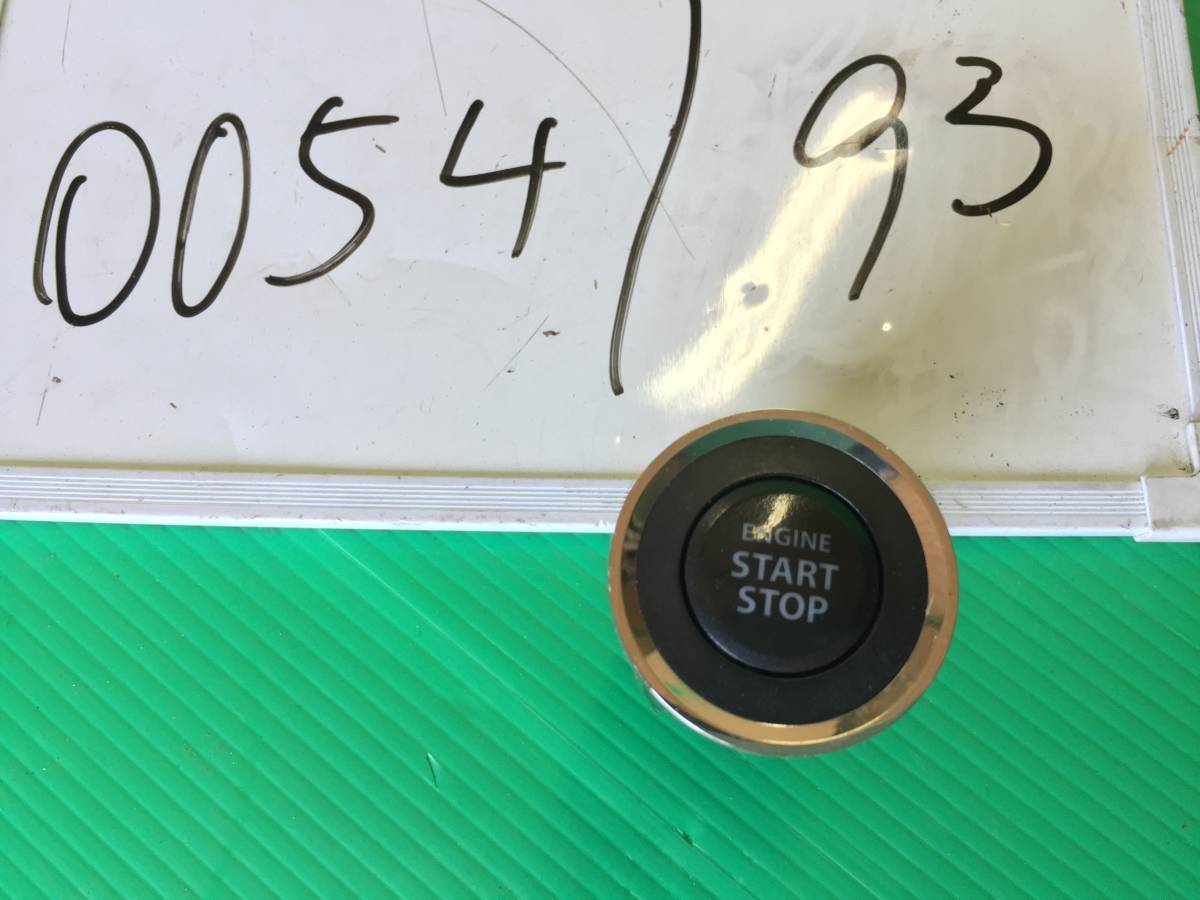 0054/93
ENGINE
START
STOP